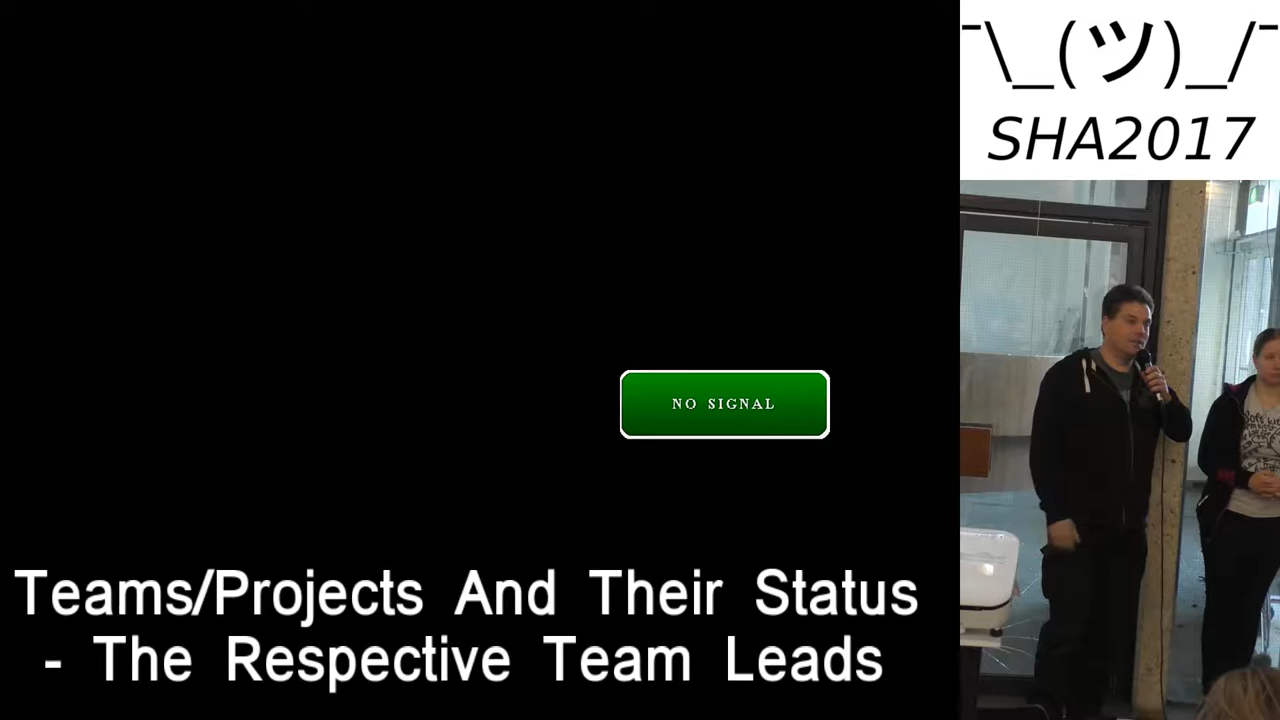 ¯\_(ツ)_/¯
SHA2017
NO SIGNAL
Teams/Projects And Their Status
- The Respective Team Leads